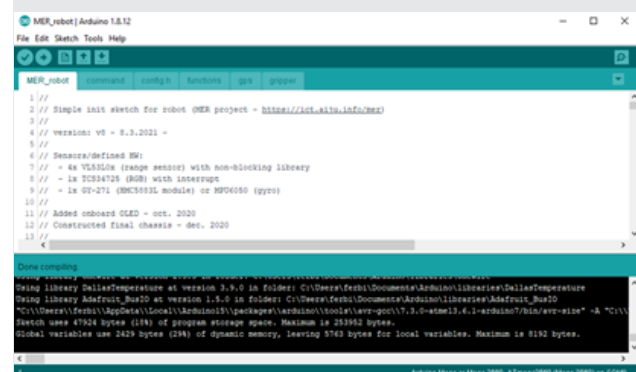 MER_robot | Arduino 1.8.12
File Edit Sketch Tools Help
MER_robot command config.h functions gps gripper
1 //
2 // Simple init sketch for robot (MER project - https://ict.aitu.info/mer)
3 //
4 // version: v8 - 8.3.2021 -
5 //
6 // Sensors/defined HW:
7 // - 4x VL53L0x (range sensor) with non-blocking library
8 // - 1x TCS34725 (RGB) with interrupt
9 // - 1x GY-271 (HMC5883L module) or MPU6050 (gyro)
10 //
11 // Added onboard OLED - oct. 2020
12 // Constructed final chassis - dec. 2020
13 //
Done compiling.
Using library DallasTemperature at version 3.9.0 in folder: C:\Users\ferbi\Documents\Arduino\libraries\DallasTemperature
Using library Adafruit_BusIO at version 1.5.0 in folder: C:\Users\ferbi\Documents\Arduino\libraries\Adafruit_BusIO
"C:\\Users\\ferbi\\AppData\\Local\\Arduino15\\packages\\arduino\\tools\\avr-gcc\\7.3.0-atmel3.6.1-arduino7/bin/avr-size" -A "C:\\
Sketch uses 47924 bytes (18%) of program storage space. Maximum is 253952 bytes.
Global variables use 2429 bytes (29%) of dynamic memory, leaving 5763 bytes for local variables. Maximum is 8192 bytes.